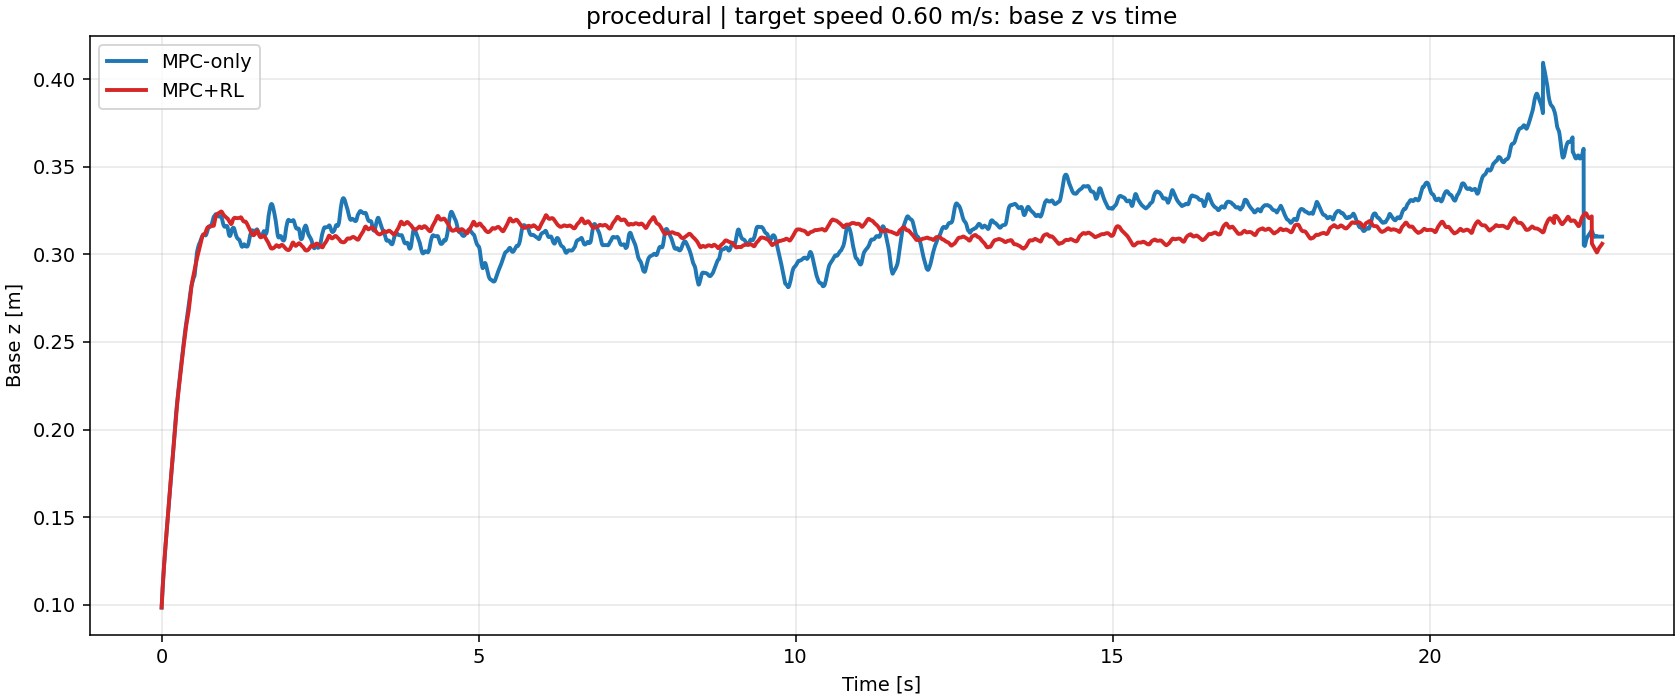 procedural | target speed 0.60 m/s: base z vs time
MPC-only
MPC+RL
Base z [m]
0.40
0.35
0.30
0.25
0.20
0.15
0.10
0
5
10
15
20
Time [s]